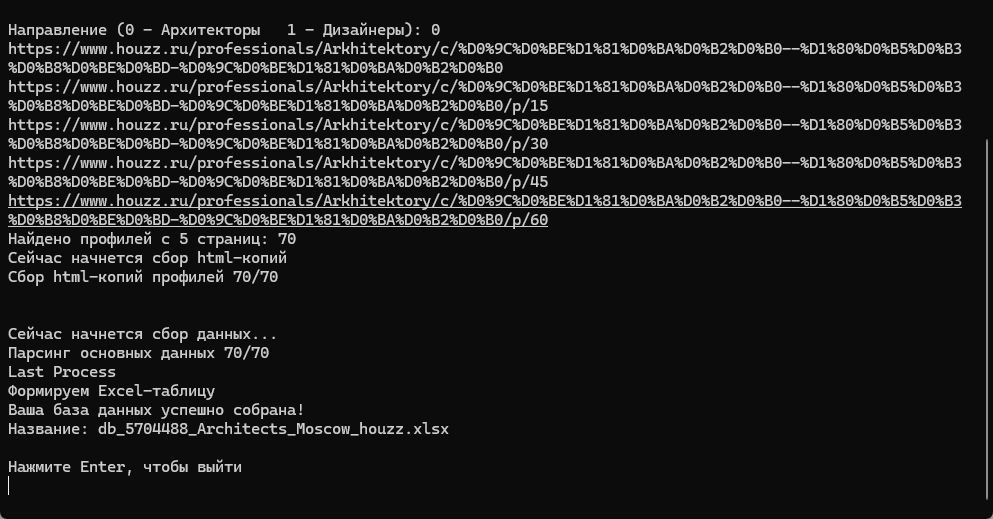 Направление (0 - Архитекторы   1 - Дизайнеры): 0
https://www.houzz.ru/professionals/Arkhitektory/c/%D0%9C%D0%BE%D1%81%D0%BA%D0%B2%D0%B0--%D1%80%D0%B5%D0%B3
%D0%B8%D0%BE%D0%BD-%D0%9C%D0%BE%D1%81%D0%BA%D0%B2%D0%B0
https://www.houzz.ru/professionals/Arkhitektory/c/%D0%9C%D0%BE%D1%81%D0%BA%D0%B2%D0%B0--%D1%80%D0%B5%D0%B3
%D0%B8%D0%BE%D0%BD-%D0%9C%D0%BE%D1%81%D0%BA%D0%B2%D0%B0/p/15
https://www.houzz.ru/professionals/Arkhitektory/c/%D0%9C%D0%BE%D1%81%D0%BA%D0%B2%D0%B0--%D1%80%D0%B5%D0%B3
%D0%B8%D0%BE%D0%BD-%D0%9C%D0%BE%D1%81%D0%BA%D0%B2%D0%B0/p/30
https://www.houzz.ru/professionals/Arkhitektory/c/%D0%9C%D0%BE%D1%81%D0%BA%D0%B2%D0%B0--%D1%80%D0%B5%D0%B3
%D0%B8%D0%BE%D0%BD-%D0%9C%D0%BE%D1%81%D0%BA%D0%B2%D0%B0/p/45
https://www.houzz.ru/professionals/Arkhitektory/c/%D0%9C%D0%BE%D1%81%D0%BA%D0%B2%D0%B0--%D1%80%D0%B5%D0%B3
%D0%B8%D0%BE%D0%BD-%D0%9C%D0%BE%D1%81%D0%BA%D0%B2%D0%B0/p/60
Найдено профилей с 5 страниц: 70
Сейчас начнется сбор html-копий
Сбор html-копий профилей 70/70
Сейчас начнется сбор данных...
Парсинг основных данных 70/70
Last Process
Формируем Excel-таблицу
Ваша база данных успешно собрана!
Название: db_5704488_Architects_Moscow_houzz.xlsx
Нажмите Enter, чтобы выйти